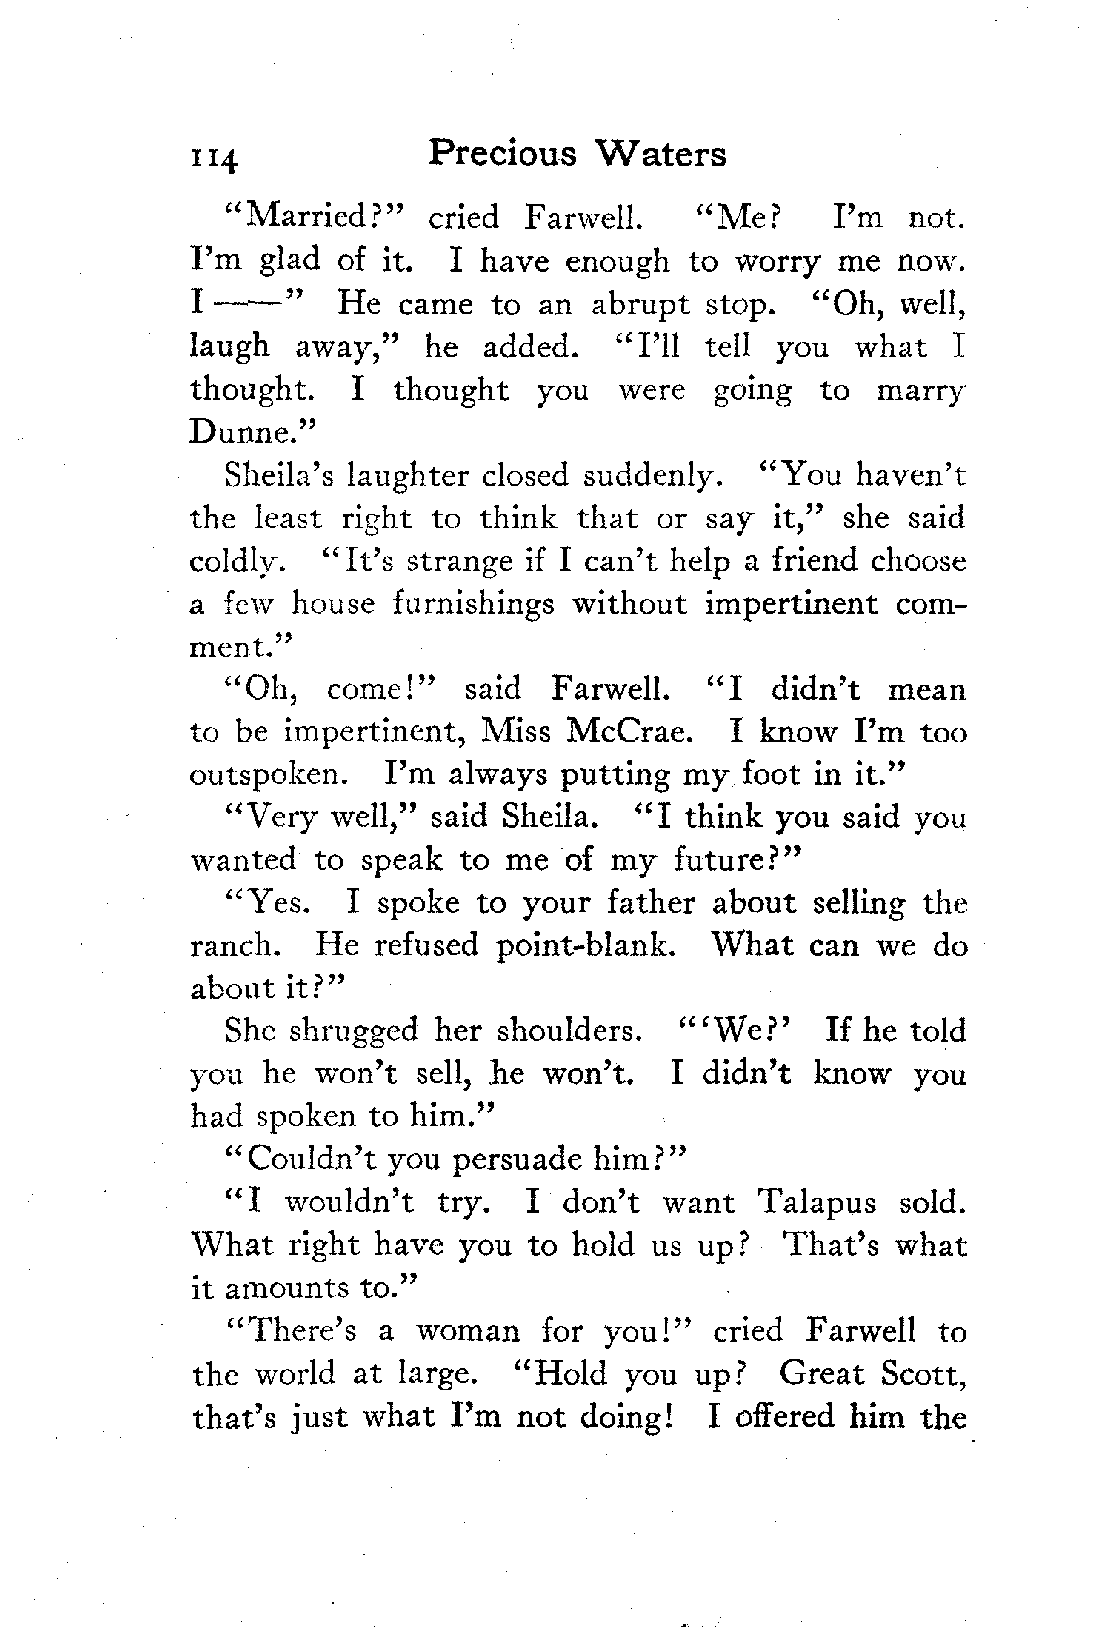 114 Precious Waters
“Married?” cried Farwell. “Me? I’m not.
I’m glad of it. I have enough to worry me now.
I ——” He came to an abrupt stop. “Oh, well,
laugh away,” he added. “I’ll tell you what I
thought. I thought you were going to marry
Dunne.”
Sheila’s laughter closed suddenly. “You haven’t
the least right to think that or say it,” she said
coldly. “It’s strange if I can’t help a friend choose
a few house furnishings without impertinent com-
ment.”
“Oh, come!” said Farwell. “I didn’t mean
to be impertinent, Miss McCrae. I know I’m too
outspoken. I’m always putting my foot in it.”
“Very well,” said Sheila. “I think you said you
wanted to speak to me of my future?”
“Yes. I spoke to your father about selling the
ranch. He refused point-blank. What can we do
about it?”
She shrugged her shoulders. “‘We?’ If he told
you he won’t sell, he won’t. I didn’t know you
had spoken to him.”
“Couldn’t you persuade him?”
“I wouldn’t try. I don’t want Talapus sold.
What right have you to hold us up? That’s what
it amounts to.”
“There’s a woman for you!” cried Farwell to
the world at large. “Hold you up? Great Scott,
that’s just what I’m not doing! I offered him the